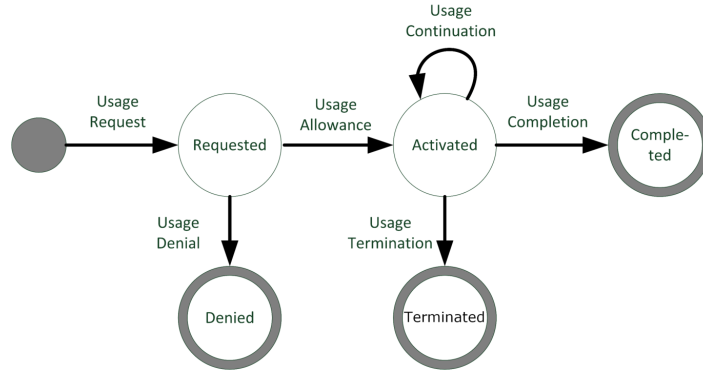 Usage
Continuation
Usage
Request
Usage
Allowance
Usage
Completion
Requested
Activated
Comple-
ted
Usage
Denial
Usage
Termination
Denied
Terminated